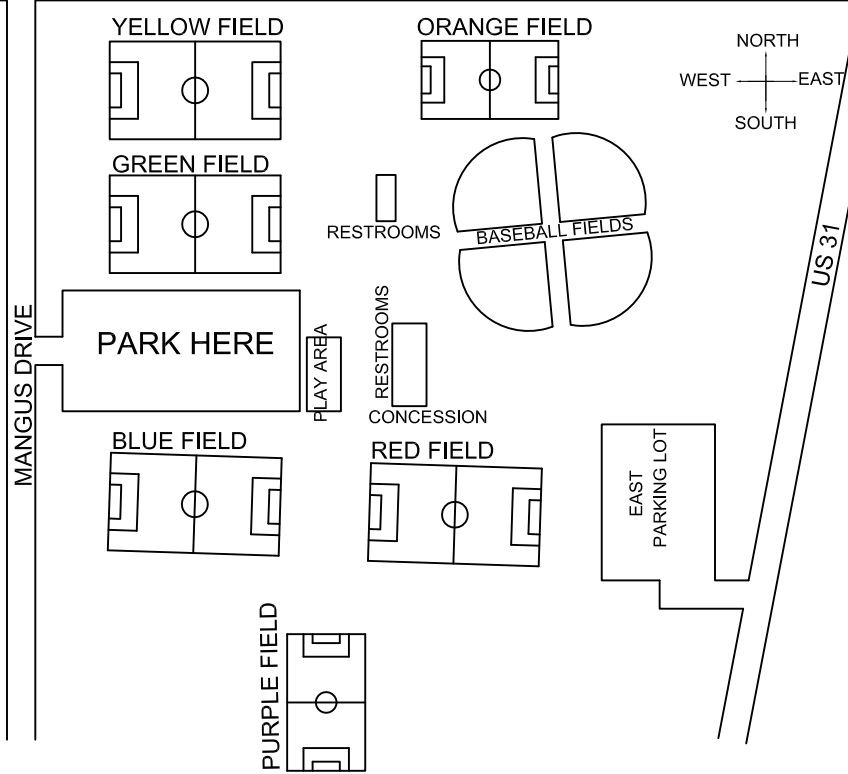 YELLOW FIELD
ORANGE FIELD
NORTH
WEST
EAST
SOUTH
GREEN FIELD
RESTROOMS
BASEBALL FIELDS
US 31
MANGUS DRIVE
PARK HERE
PLAY AREA
RESTROOMS
CONCESSION
BLUE FIELD
RED FIELD
EAST
PARKING LOT
PURPLE FIELD